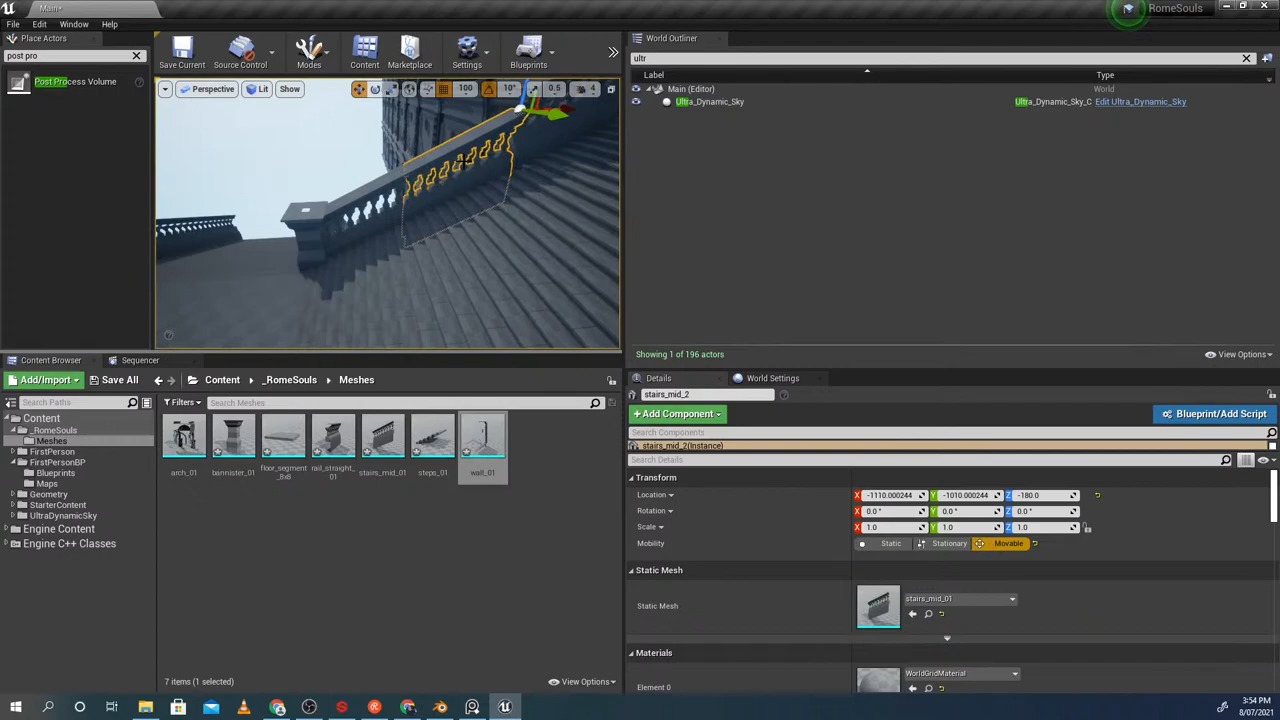 Main*
RomeSouls
File Edit Window Help
Place Actors
post pro
Post Process Volume
Save Current
Source Control
Modes
Content
Marketplace
Settings
Blueprints
Perspective
Lit
Show
100
10°
0.5
4
World Outliner
ultr
Label
Type
Main (Editor)
World
Ultra_Dynamic_Sky
Ultra_Dynamic_Sky_C
Edit Ultra_Dynamic_Sky
Showing 1 of 196 actors
View Options
Content Browser
Sequencer
Add/Import
Save All
Content
_RomeSouls
Meshes
Search Paths
Filters
Search Meshes
Content
_RomeSouls
Meshes
FirstPerson
FirstPersonBP
Blueprints
Maps
Geometry
StarterContent
UltraDynamicSky
Engine Content
Engine C++ Classes
arch_01
bannister_01
floor_segment_8x8
rail_straight_01
stairs_mid_01
steps_01
wall_01
7 items (1 selected)
View Options
Details
World Settings
stairs_mid_2
Add Component
Blueprint/Add Script
Search Components
stairs_mid_2(Instance)
Search Details
Transform
Location
X -1110.000244
Y -1010.000244
Z -180.0
Rotation
X 0.0 °
Y 0.0 °
Z 0.0 °
Scale
X 1.0
Y 1.0
Z 1.0
Mobility
Static
Stationary
Movable
Static Mesh
Static Mesh
stairs_mid_01
Materials
Element 0
WorldGridMaterial
3:54 PM
8/07/2021